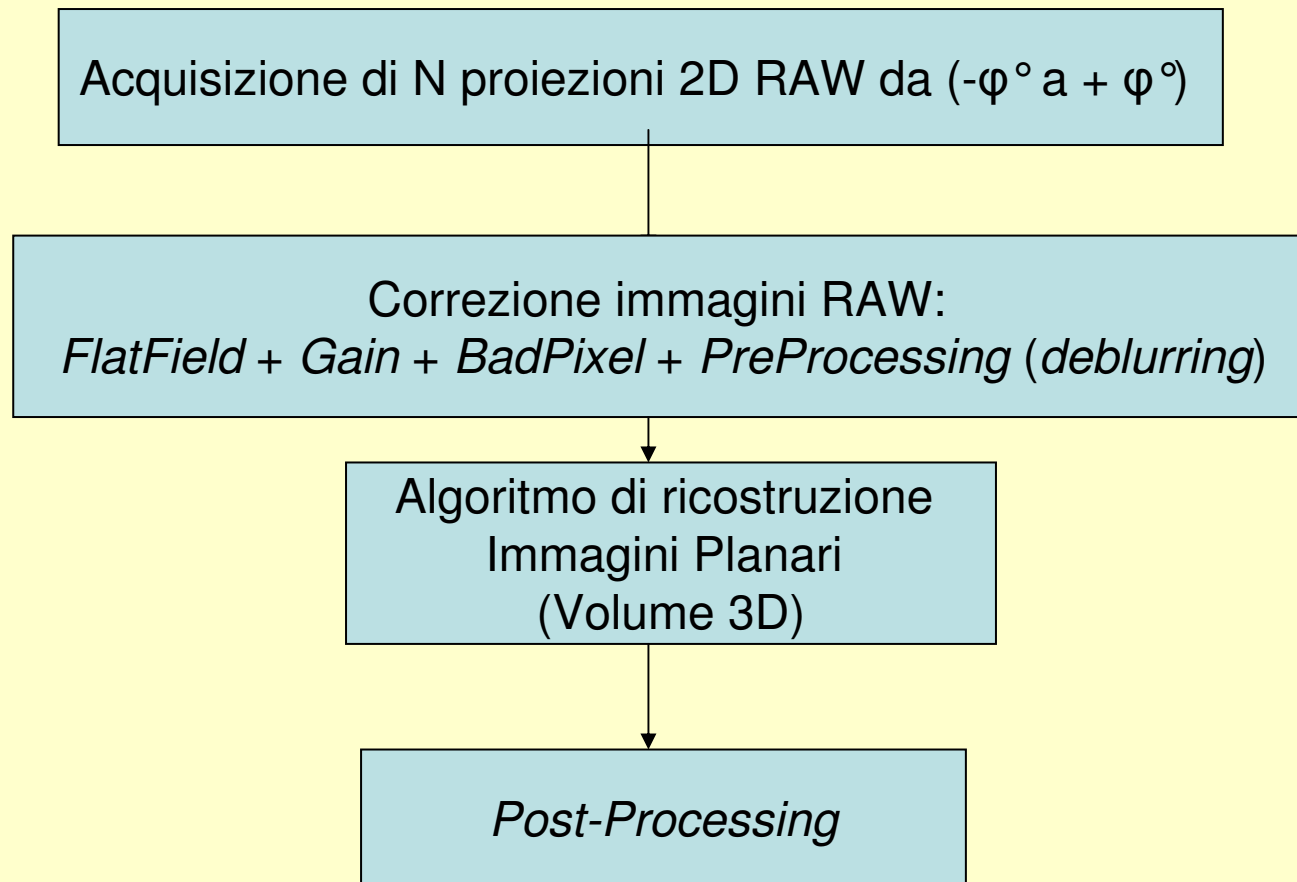 Acquisizione di N proiezioni 2D RAW da (-φ° a + φ°)
Correzione immagini RAW:
FlatField + Gain + BadPixel + PreProcessing (deblurring)
Algoritmo di ricostruzione
Immagini Planari
(Volume 3D)
Post-Processing